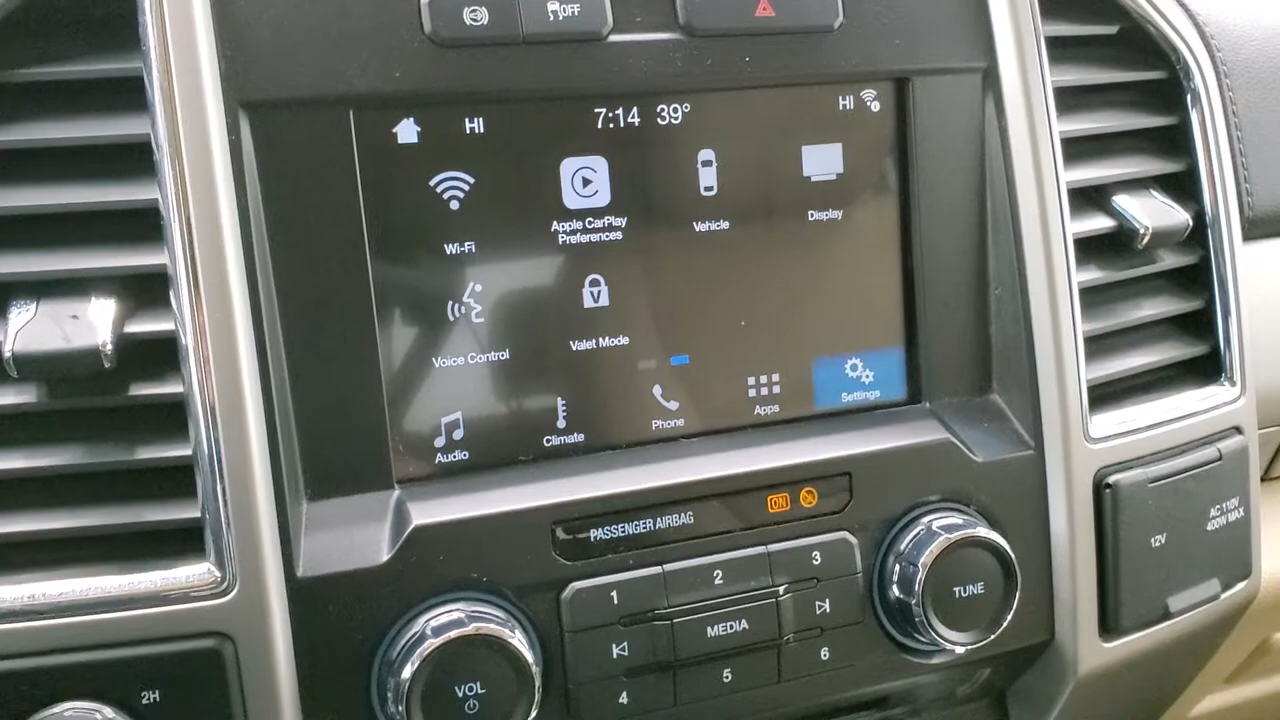 OFF
HI
7:14 39°
HI
Wi-Fi
Apple CarPlay
Preferences
Vehicle
Display
Voice Control
V
Valet Mode
Audio
Climate
Phone
Apps
Settings
PASSENGER AIRBAG
ON
1
2
3
MEDIA
4
5
6
VOL
TUNE
2H
12V
AC 110V
400W MAX